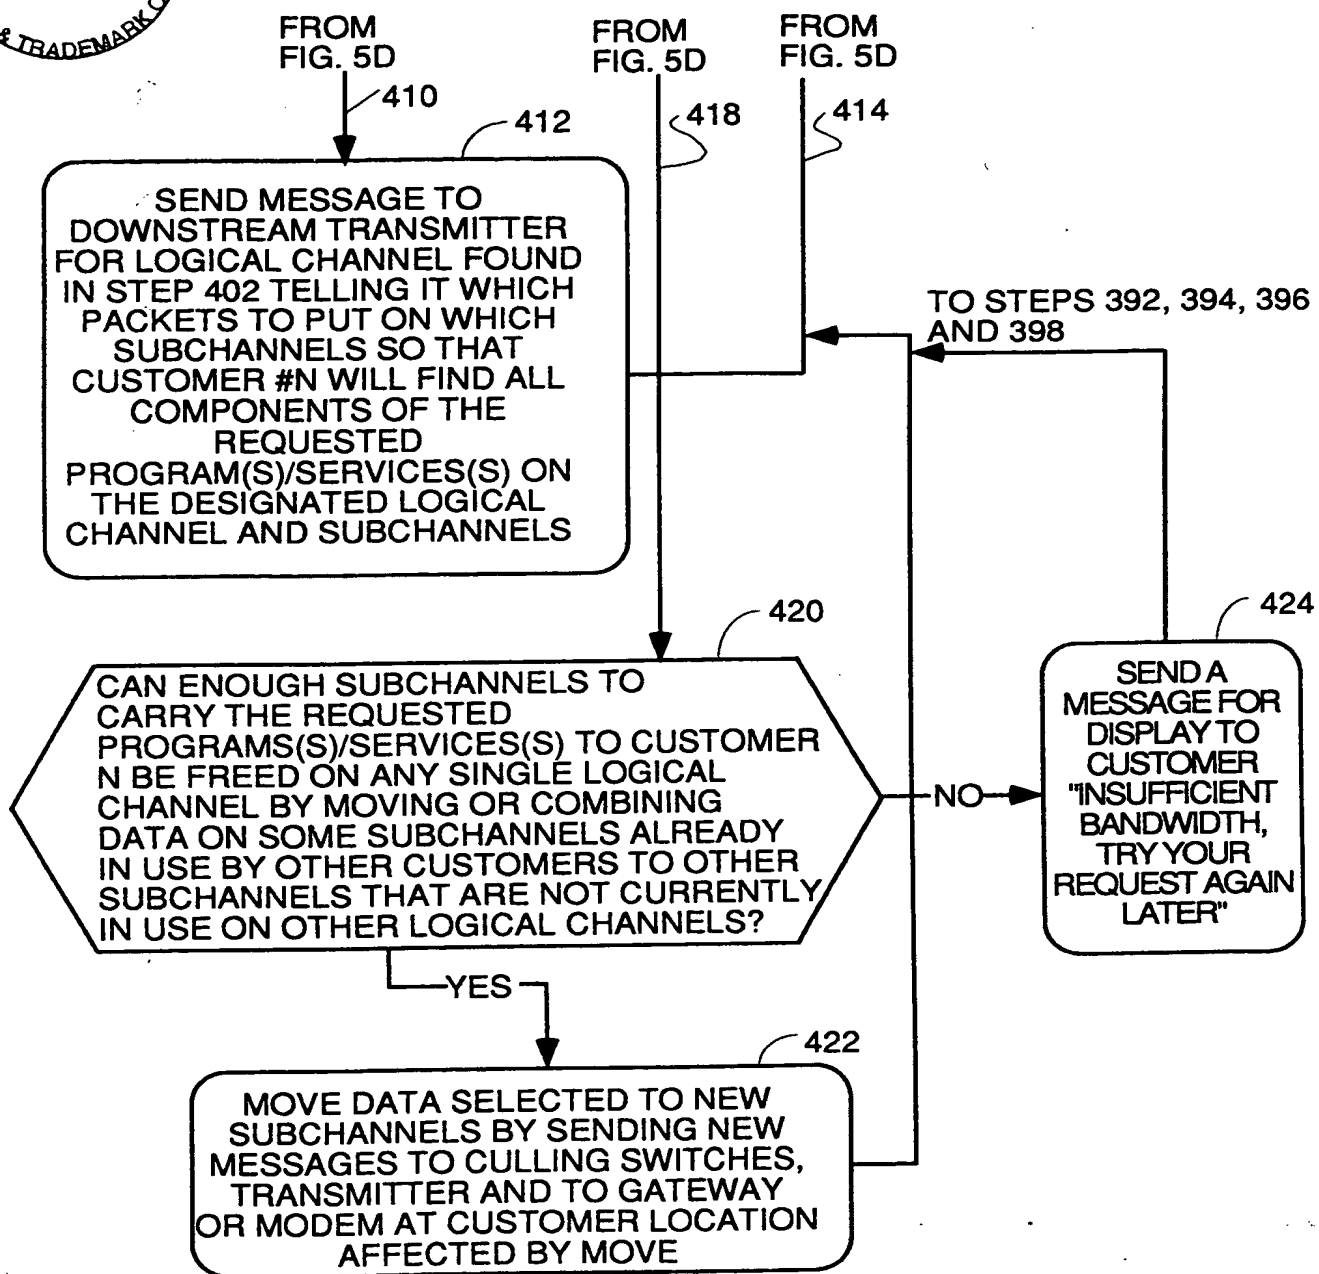 & TRADEMARK
FROM
FIG. 5D
FROM
FIG. 5D
FROM
FIG. 5D
410
412
418
414
SEND MESSAGE TO
DOWNSTREAM TRANSMITTER
FOR LOGICAL CHANNEL FOUND
IN STEP 402 TELLING IT WHICH
PACKETS TO PUT ON WHICH
SUBCHANNELS SO THAT
CUSTOMER #N WILL FIND ALL
COMPONENTS OF THE
REQUESTED
PROGRAM(S)/SERVICES(S) ON
THE DESIGNATED LOGICAL
CHANNEL AND SUBCHANNELS
TO STEPS 392, 394, 396
AND 398
420
CAN ENOUGH SUBCHANNELS TO
CARRY THE REQUESTED
PROGRAMS(S)/SERVICES(S) TO CUSTOMER
N BE FREED ON ANY SINGLE LOGICAL
CHANNEL BY MOVING OR COMBINING
DATA ON SOME SUBCHANNELS ALREADY
IN USE BY OTHER CUSTOMERS TO OTHER
SUBCHANNELS THAT ARE NOT CURRENTLY
IN USE ON OTHER LOGICAL CHANNELS?
NO
424
SEND A
MESSAGE FOR
DISPLAY TO
CUSTOMER
"INSUFFICIENT
BANDWIDTH,
TRY YOUR
REQUEST AGAIN
LATER"
YES
422
MOVE DATA SELECTED TO NEW
SUBCHANNELS BY SENDING NEW
MESSAGES TO CULLING SWITCHES,
TRANSMITTER AND TO GATEWAY
OR MODEM AT CUSTOMER LOCATION
AFFECTED BY MOVE